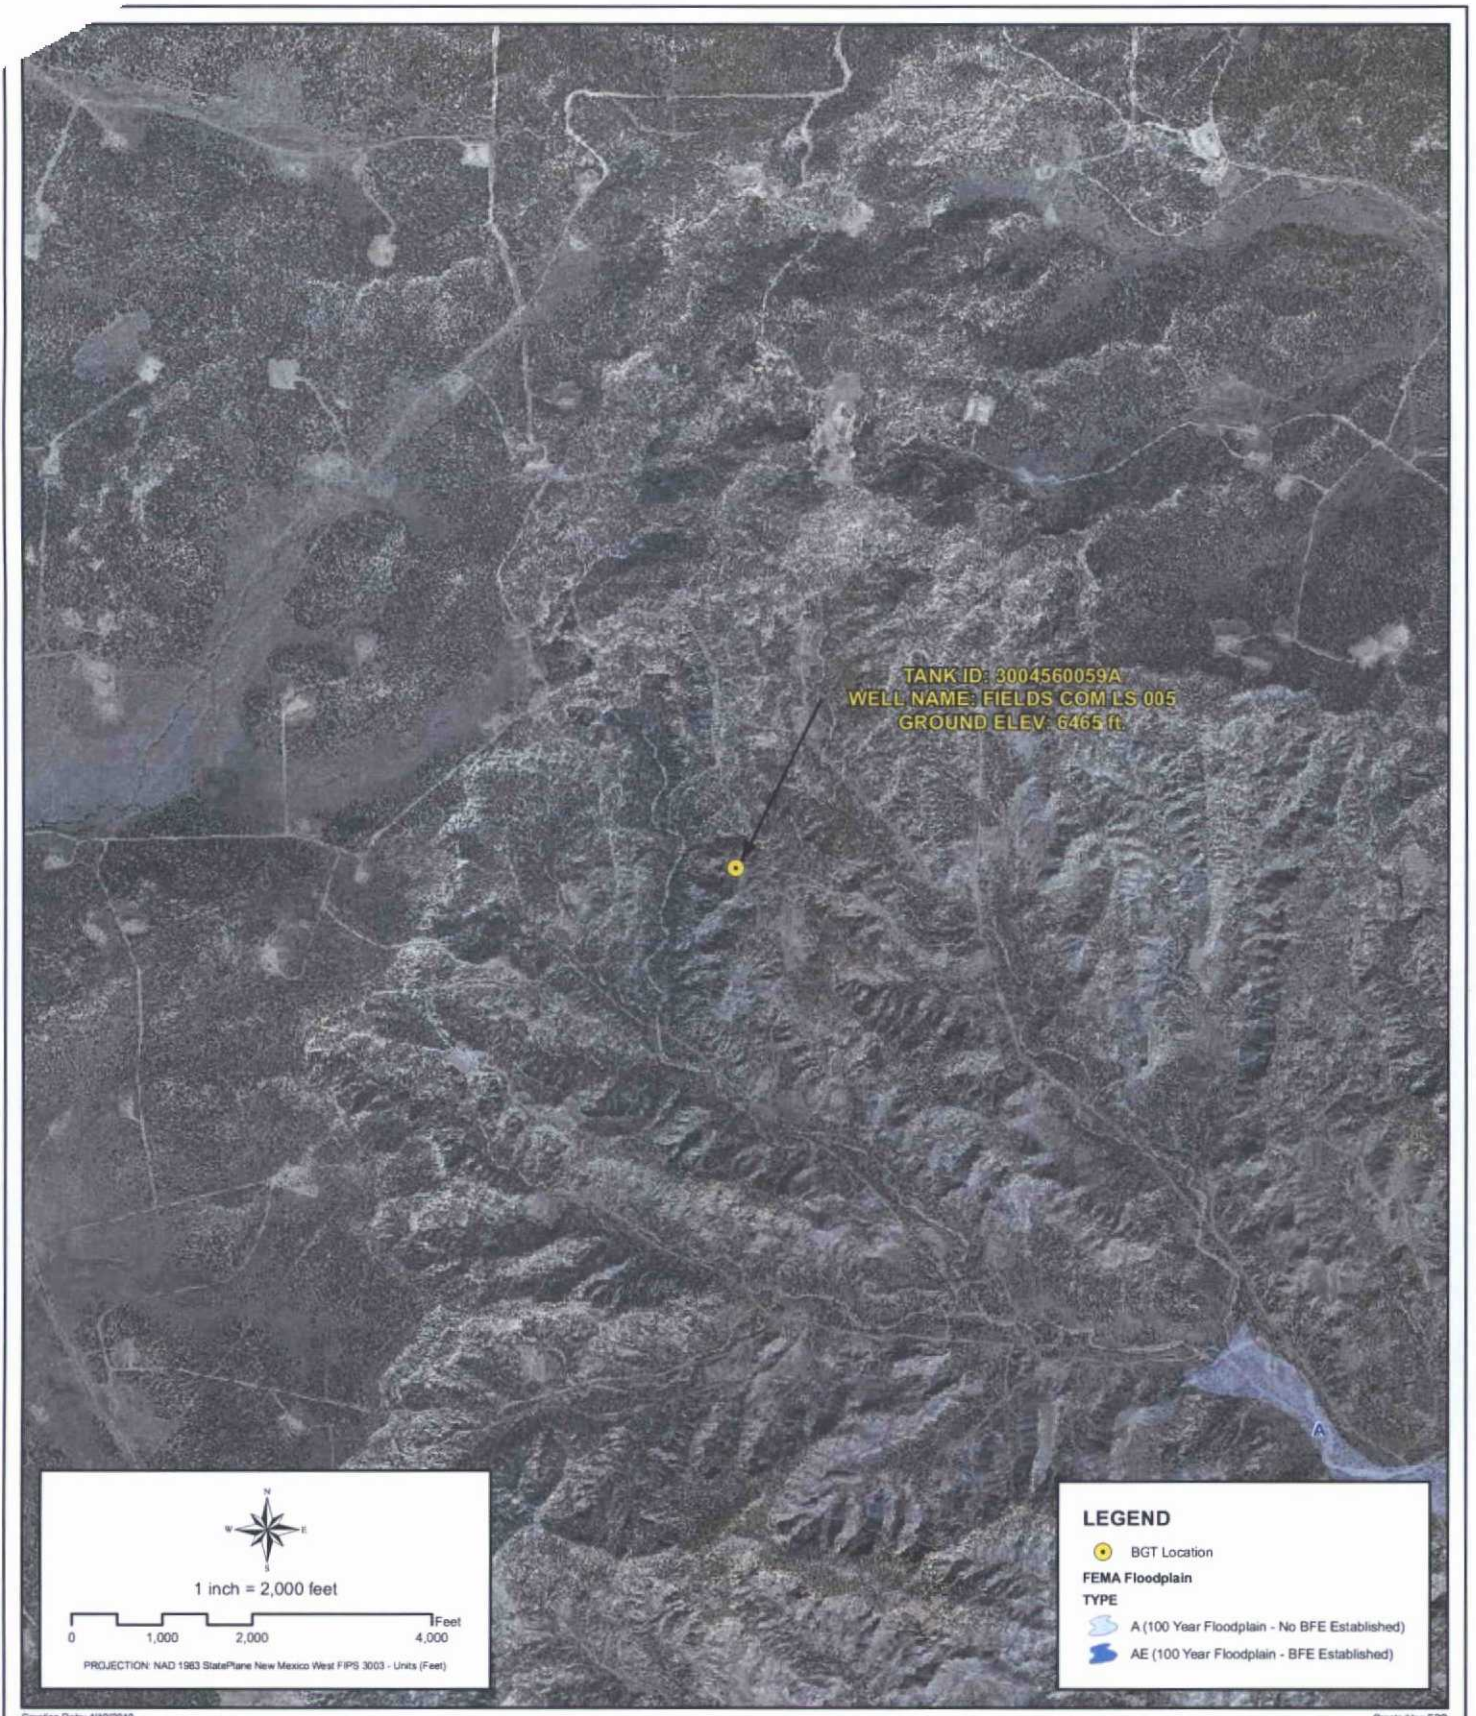 TANK ID: 3004560059A
WELL NAME: FIELDS COM LS 005
GROUND ELEV: 6465 ft.
A
N
W
E
S
1 inch = 2,000 feet
Feet
0
1,000
2,000
4,000
PROJECTION: NAD 1983 StatePlane New Mexico West FIPS 3003 - Units (Feet)
LEGEND
BGT Location
FEMA Floodplain
TYPE
A (100 Year Floodplain - No BFE Established)
AE (100 Year Floodplain - BFE Established)